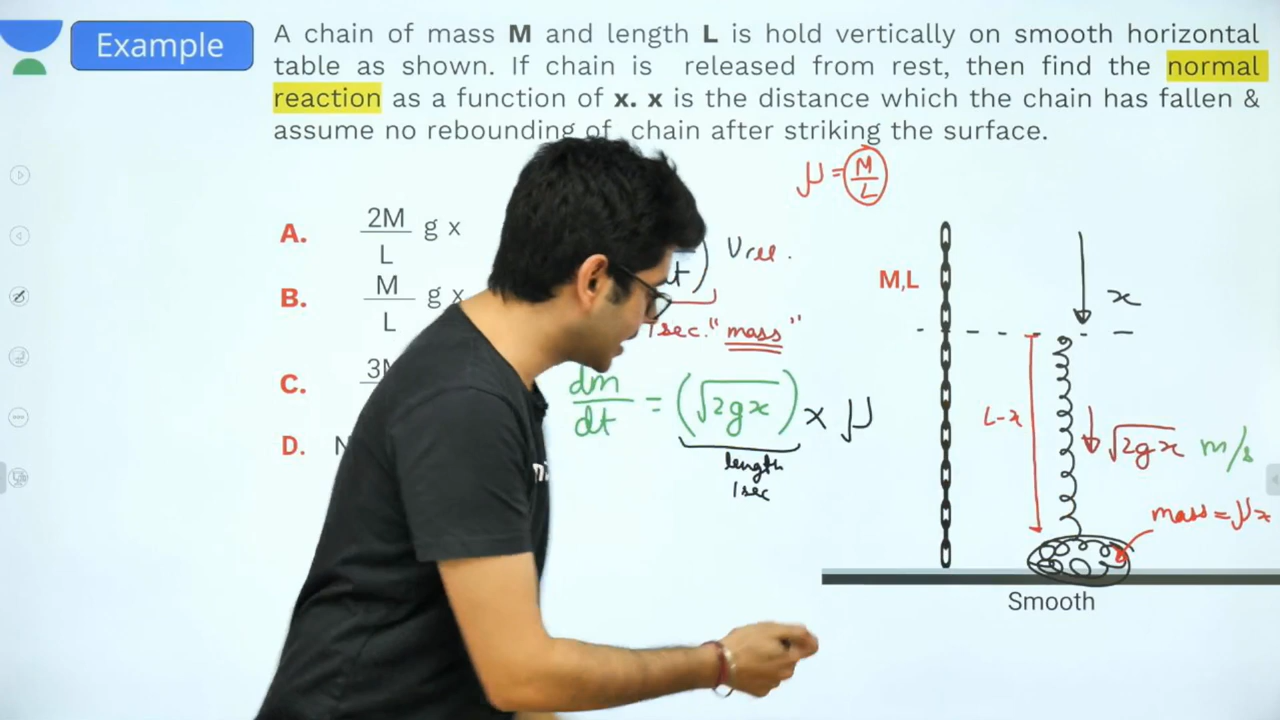 Example
A chain of mass M and length L is hold vertically on smooth horizontal
table as shown. If chain is released from rest, then find the normal
reaction as a function of x. x is the distance which the chain has fallen &
assume no rebounding of chain after striking the surface.
μ = M/L
A. 2M/L g x
B. M/L g x
C. 3M
D. N
t) Vrel.
1sec. "mass"
dm/dt = (√2gx) × μ
length
1sec
M,L
x
L-x
√2gx m/s
mass = μx
Smooth